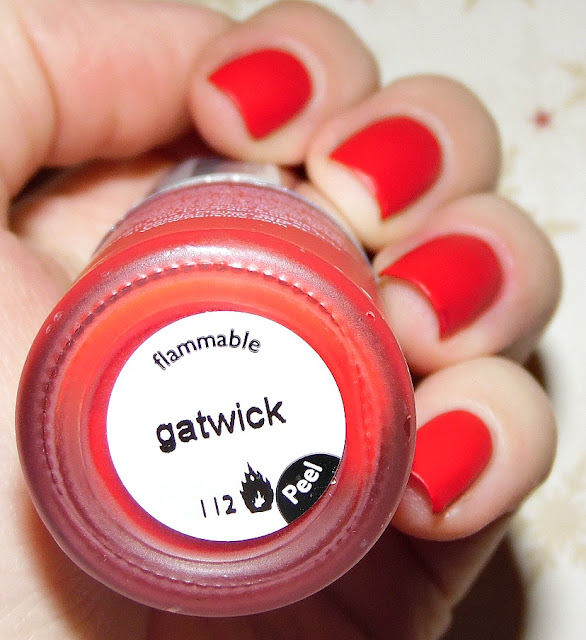 flammable
gatwick
112
Peel